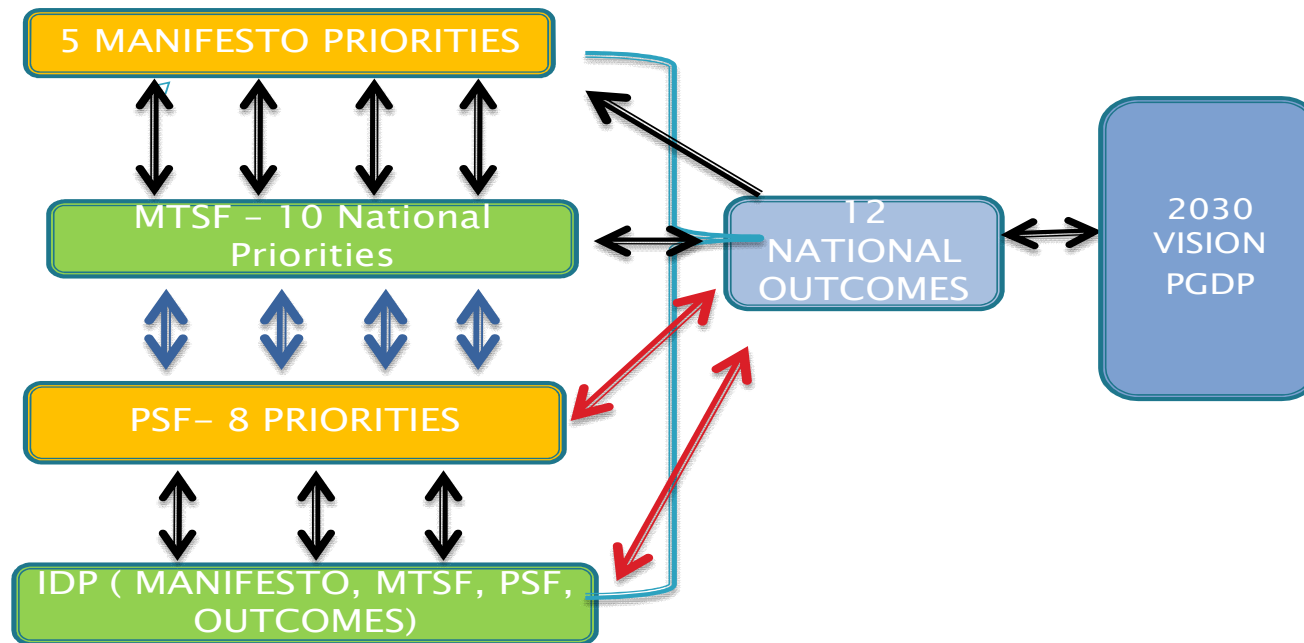 5 MANIFESTO PRIORITIES
MTSF – 10 National
Priorities
12
NATIONAL
OUTCOMES
2030
VISION
PGDP
PSF– 8 PRIORITIES
IDP ( MANIFESTO, MTSF, PSF,
OUTCOMES)